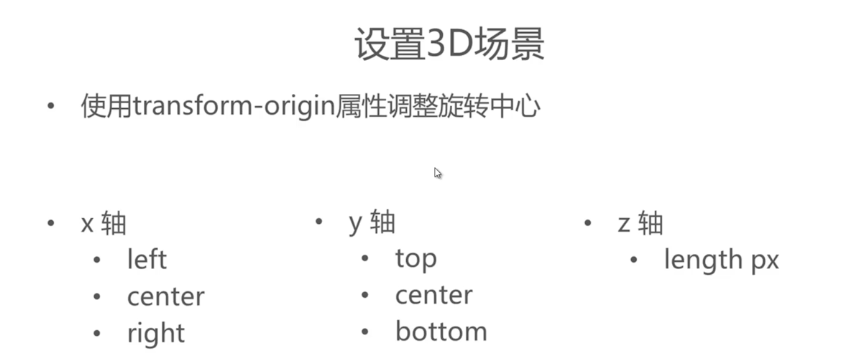 设置3D场景
使用transform-origin属性调整旋转中心
x 轴
left
center
right
y 轴
top
center
bottom
z 轴
length px